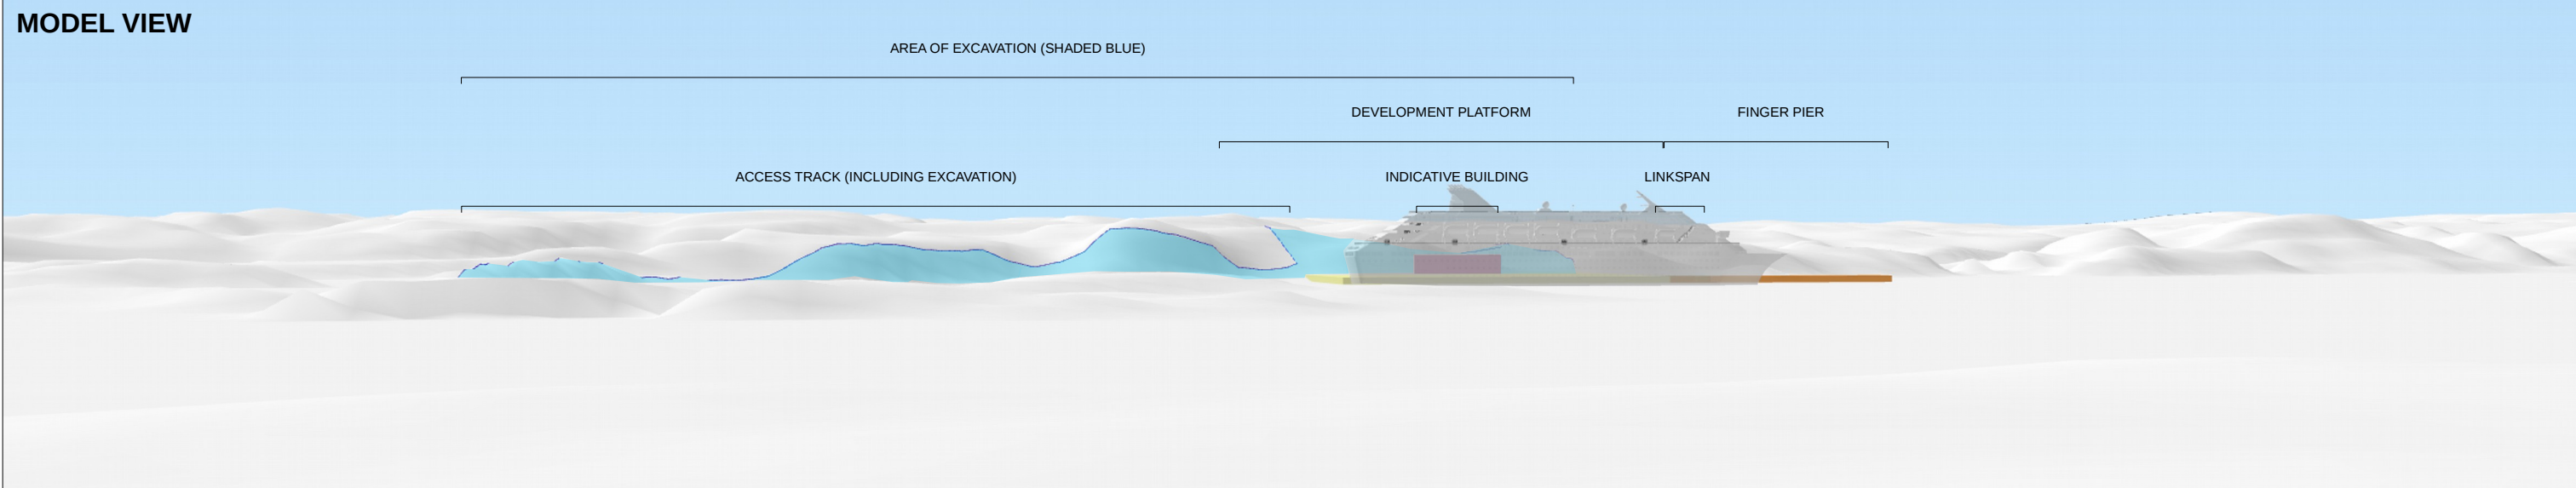 MODEL VIEW
AREA OF EXCAVATION (SHADED BLUE)
DEVELOPMENT PLATFORM
FINGER PIER
ACCESS TRACK (INCLUDING EXCAVATION)
INDICATIVE BUILDING
LINKSPAN